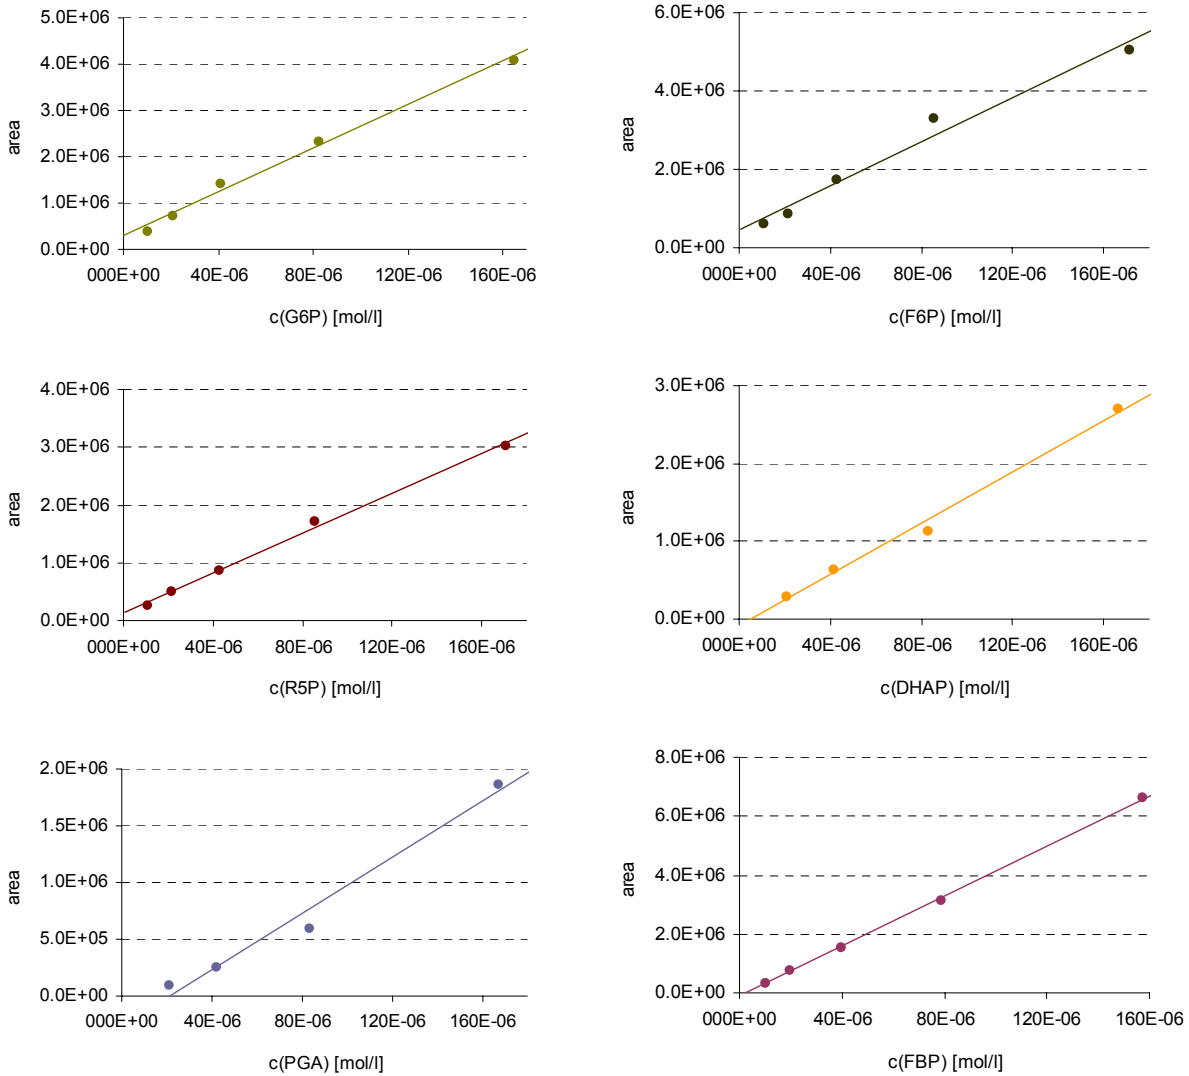 5.0E+06
4.0E+06
3.0E+06
2.0E+06
1.0E+06
0.0E+00
area
000E+00 40E-06 80E-06 120E-06 160E-06
c(G6P) [mol/l]
6.0E+06
4.0E+06
2.0E+06
0.0E+00
area
000E+00 40E-06 80E-06 120E-06 160E-06
c(F6P) [mol/l]
4.0E+06
3.0E+06
2.0E+06
1.0E+06
0.0E+00
area
000E+00 40E-06 80E-06 120E-06 160E-06
c(R5P) [mol/l]
3.0E+06
2.0E+06
1.0E+06
0.0E+00
area
000E+00 40E-06 80E-06 120E-06 160E-06
c(DHAP) [mol/l]
2.0E+06
1.5E+06
1.0E+06
5.0E+05
0.0E+00
area
000E+00 40E-06 80E-06 120E-06 160E-06
c(PGA) [mol/l]
8.0E+06
6.0E+06
4.0E+06
2.0E+06
0.0E+00
area
000E+00 40E-06 80E-06 120E-06 160E-06
c(FBP) [mol/l]